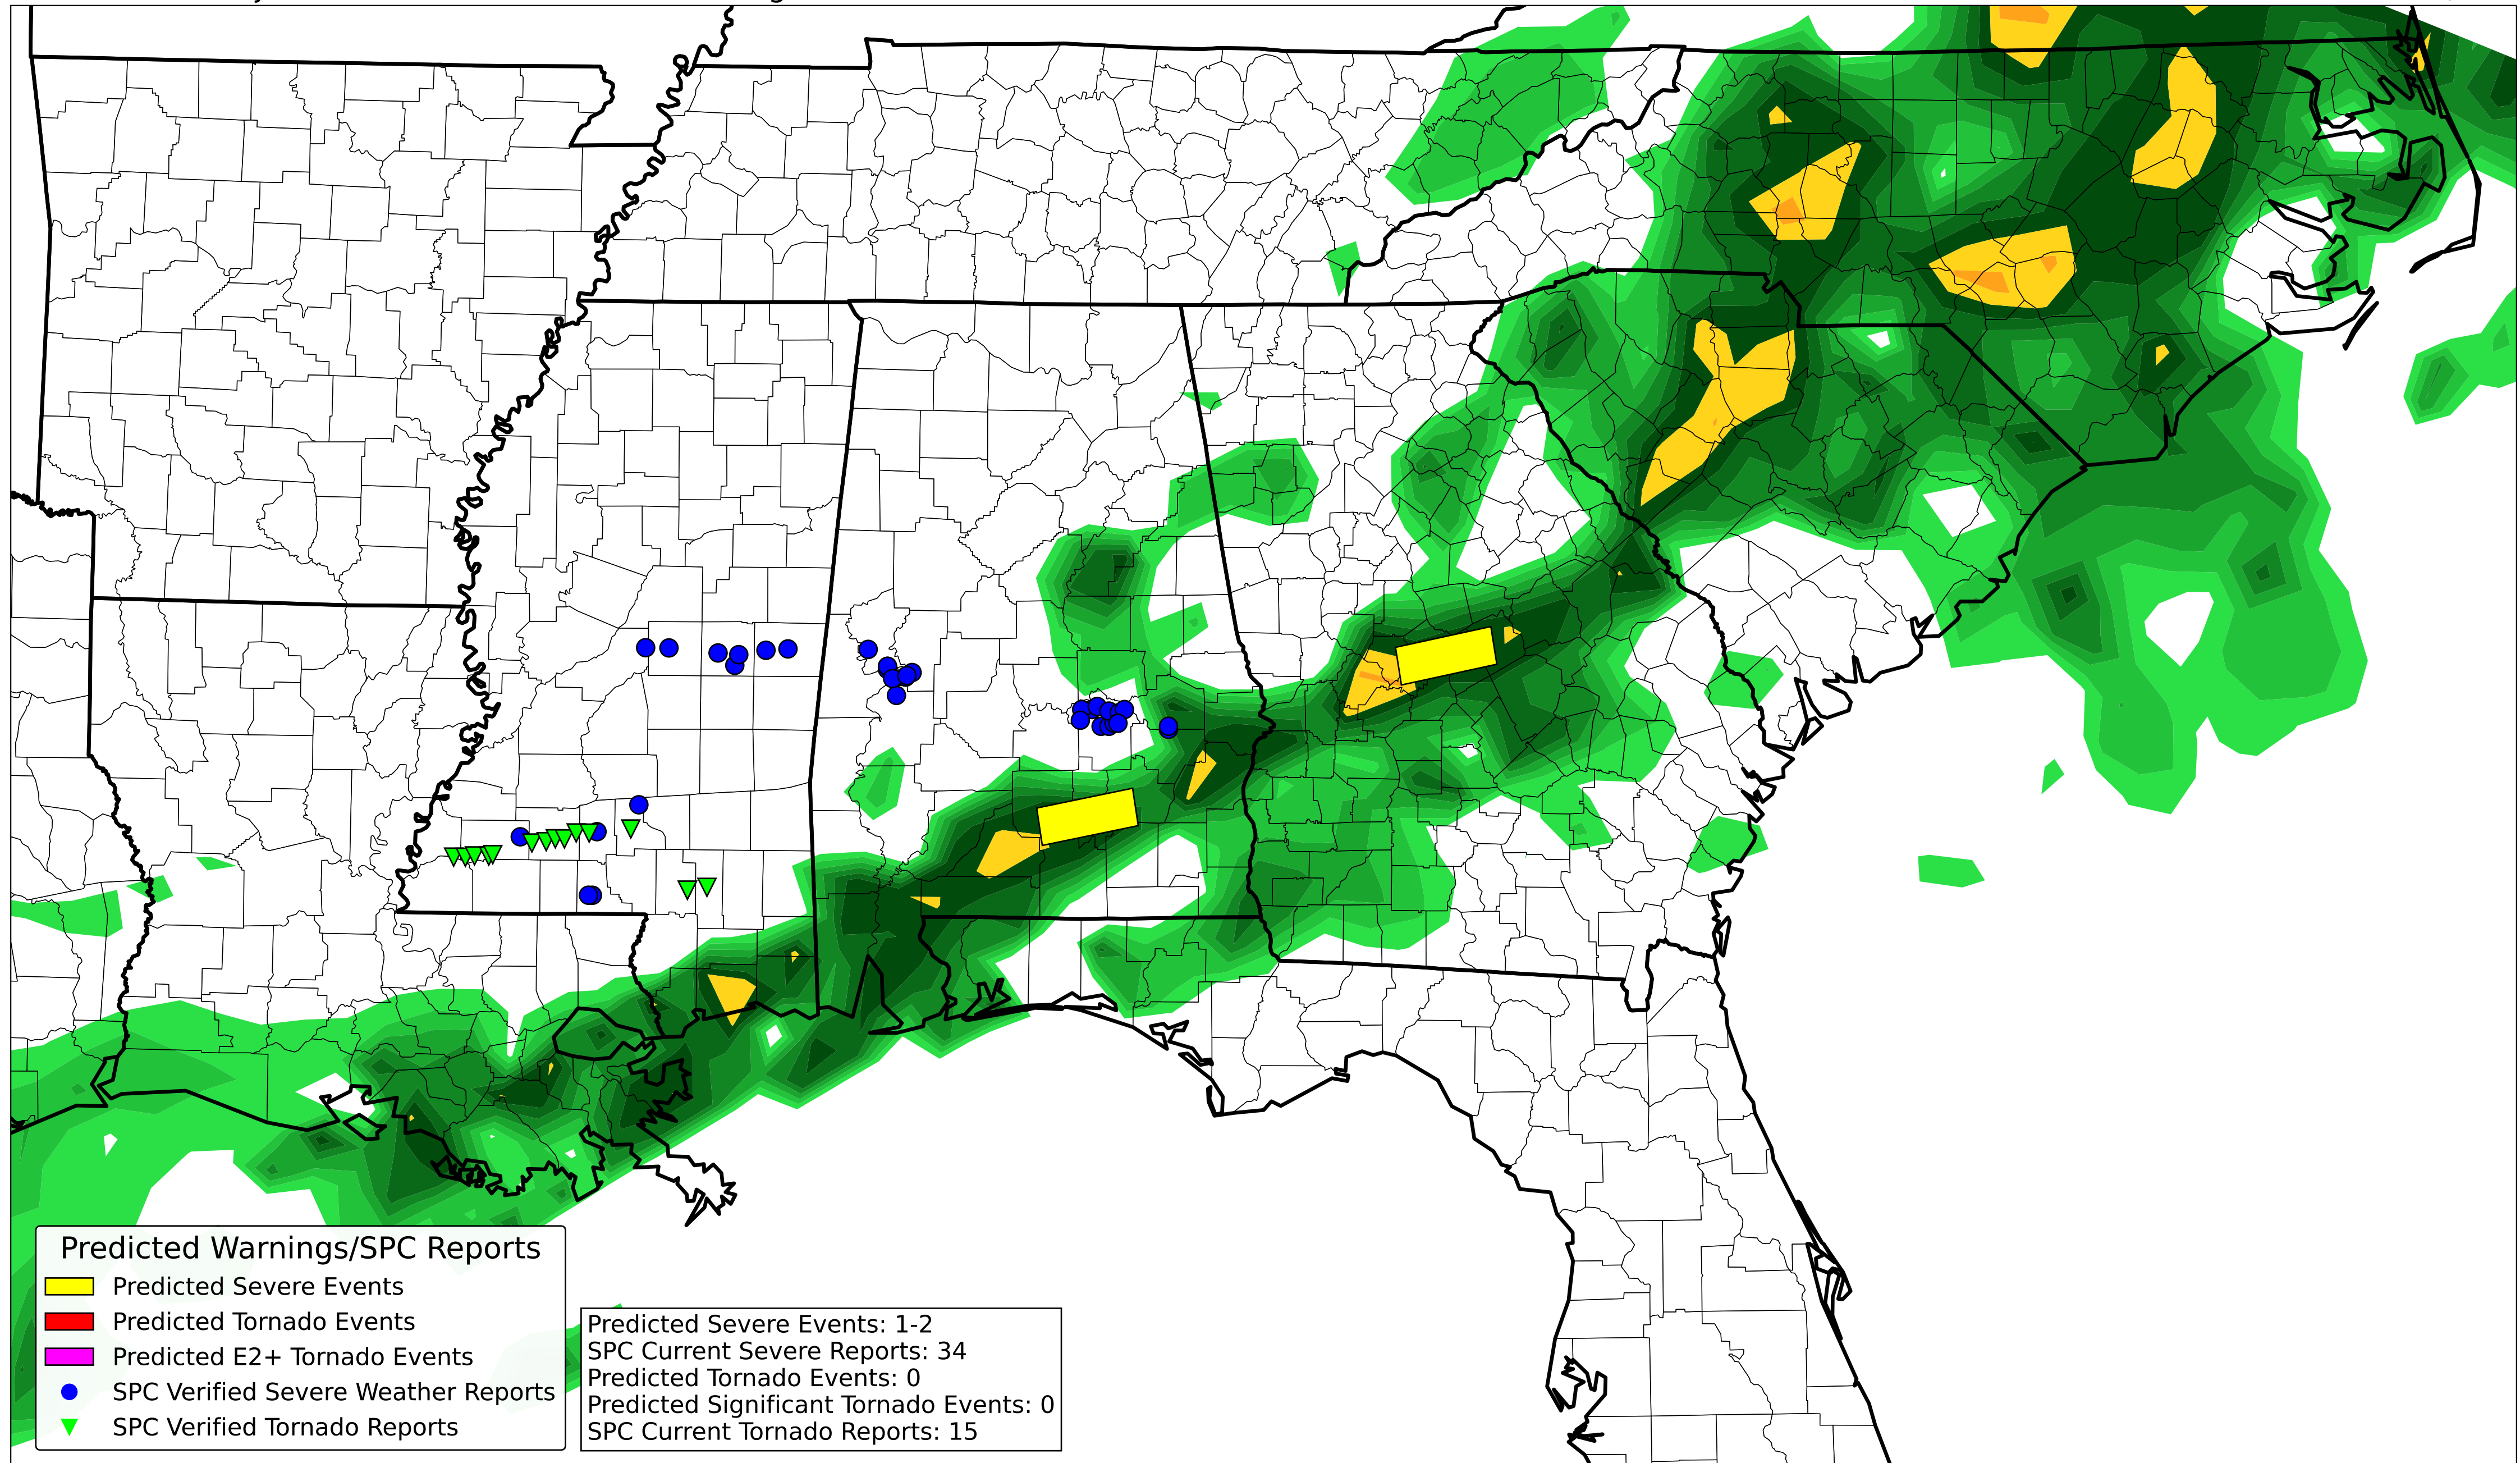 Predicted Warnings/SPC Reports
Predicted Severe Events
Predicted Tornado Events
Predicted E2+ Tornado Events
SPC Verified Severe Weather Reports
SPC Verified Tornado Reports
Predicted Severe Events: 1-2
SPC Current Severe Reports: 34
Predicted Tornado Events: 0
Predicted Significant Tornado Events: 0
SPC Current Tornado Reports: 15